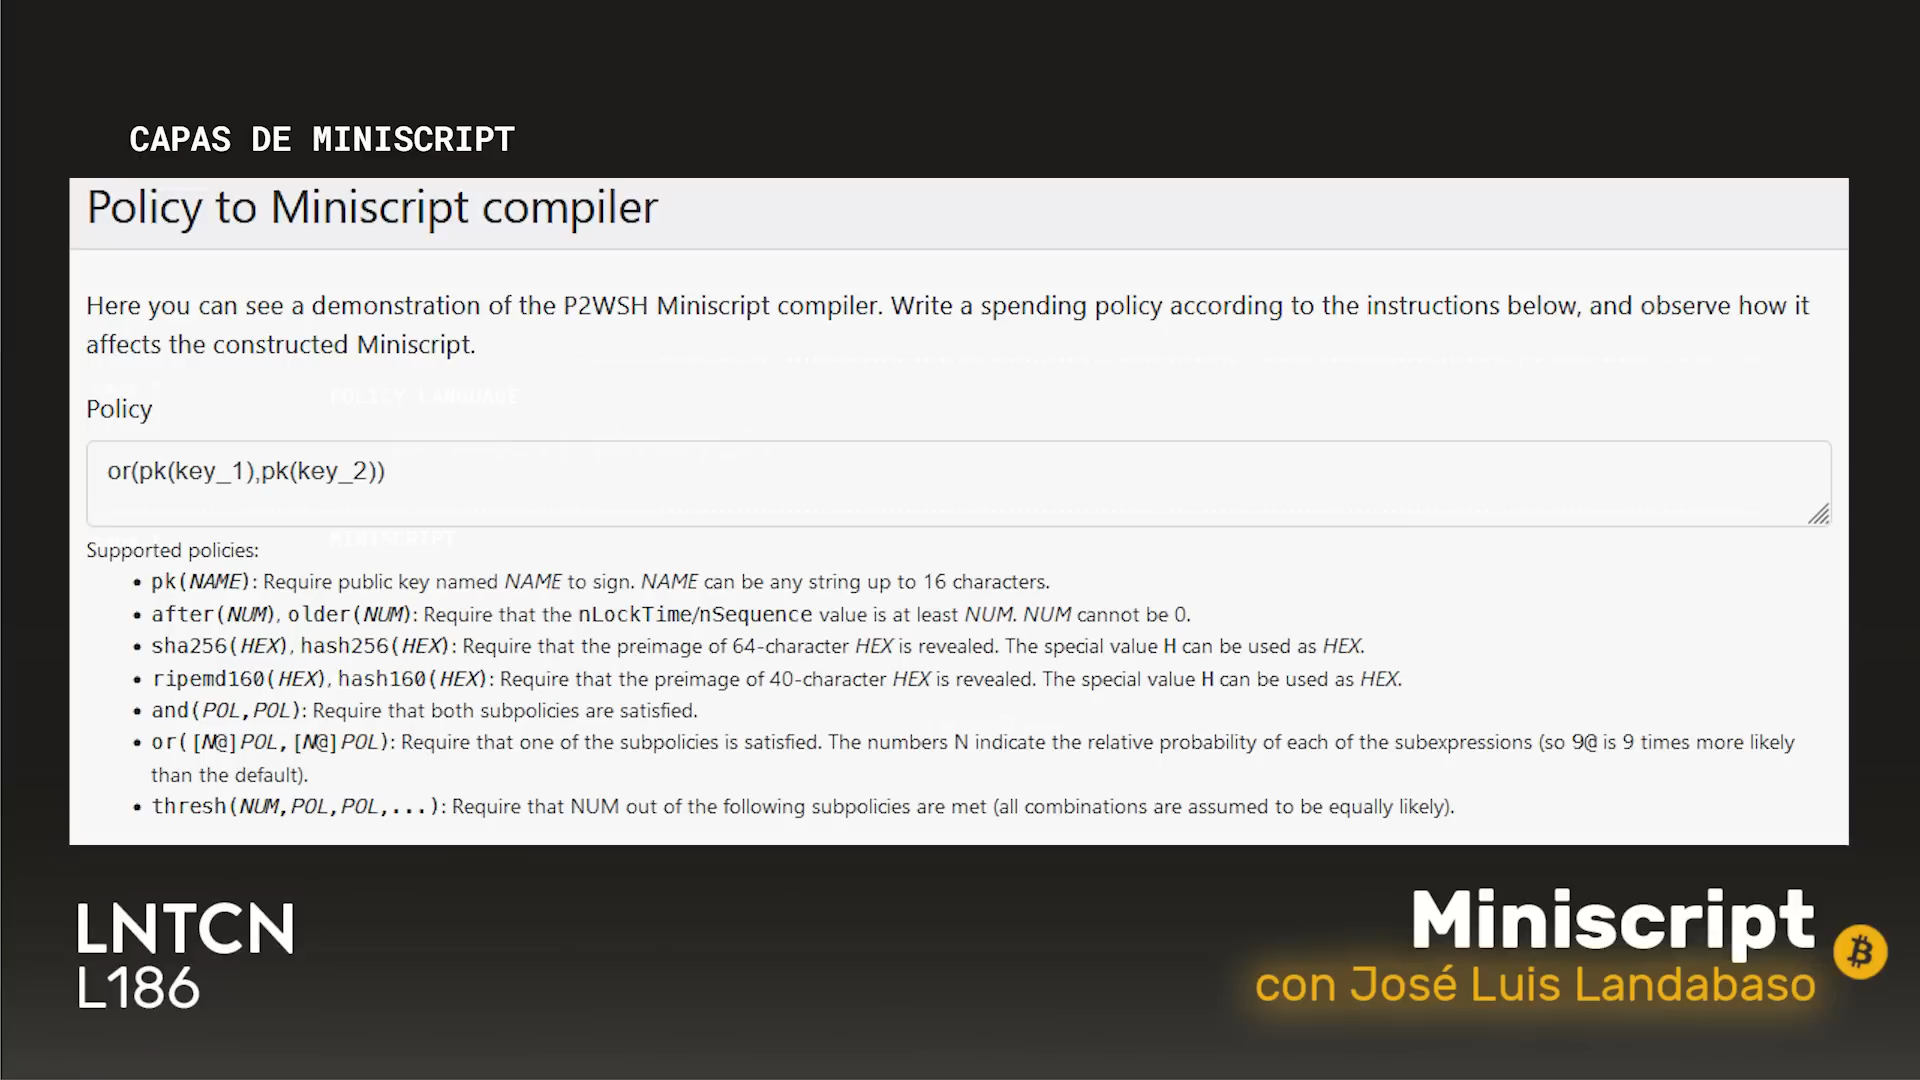 CAPAS DE MINISCRIPT
Policy to Miniscript compiler
Here you can see a demonstration of the P2WSH Miniscript compiler. Write a spending policy according to the instructions below, and observe how it
affects the constructed Miniscript.
POLICY LANGUAGE
Policy
or(pk(key_1),pk(key_2))
MINISCRIPT
Supported policies:
• pk(NAME): Require public key named NAME to sign. NAME can be any string up to 16 characters.
• after(NUM), older(NUM): Require that the nLockTime/nSequence value is at least NUM. NUM cannot be 0.
• sha256(HEX), hash256(HEX): Require that the preimage of 64-character HEX is revealed. The special value H can be used as HEX.
• ripemd160(HEX), hash160(HEX): Require that the preimage of 40-character HEX is revealed. The special value H can be used as HEX.
• and(POL,POL): Require that both subpolicies are satisfied.
• or([N@]POL,[N@]POL): Require that one of the subpolicies is satisfied. The numbers N indicate the relative probability of each of the subexpressions (so 9@ is 9 times more likely
than the default).
• thresh(NUM,POL,POL,...): Require that NUM out of the following subpolicies are met (all combinations are assumed to be equally likely).
LNTCN
L186
Miniscript
con José Luis Landabaso